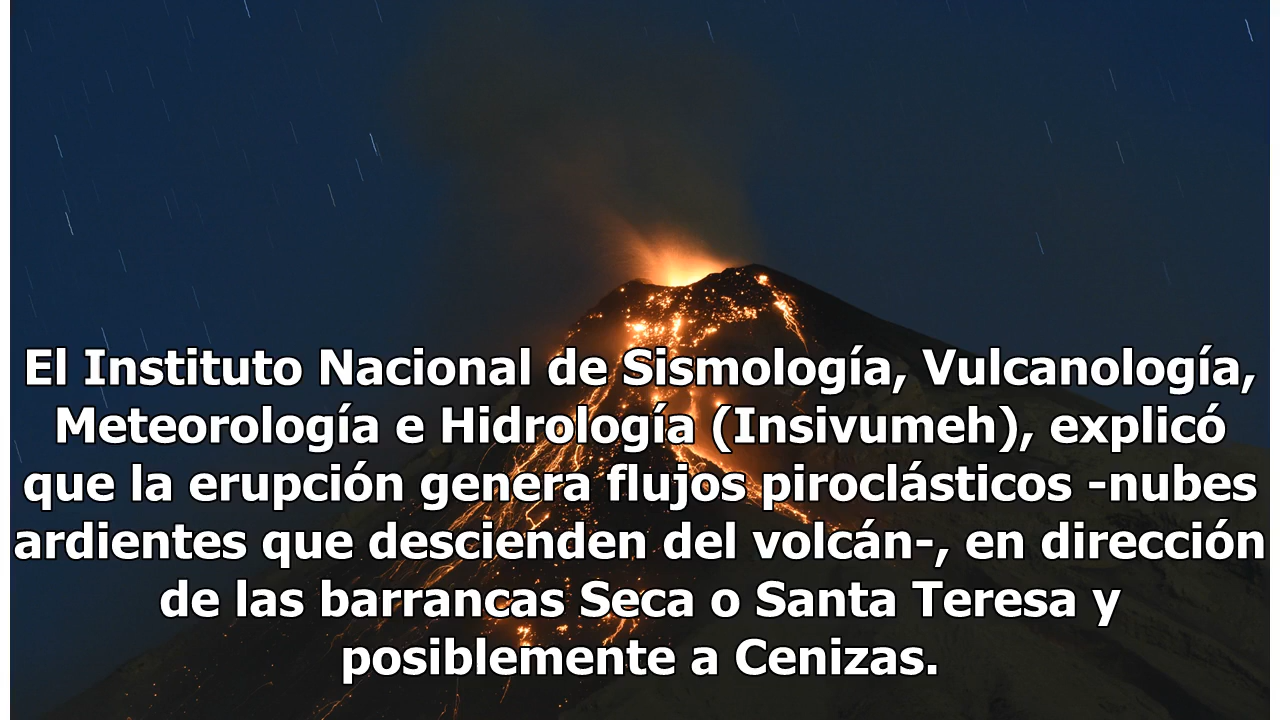 El Instituto Nacional de Sismología, Vulcanología,
Meteorología e Hidrología (Insivumeh), explicó
que la erupción genera flujos piroclásticos -nubes
ardientes que descienden del volcán-, en dirección
de las barrancas Seca o Santa Teresa y
posiblemente a Cenizas.